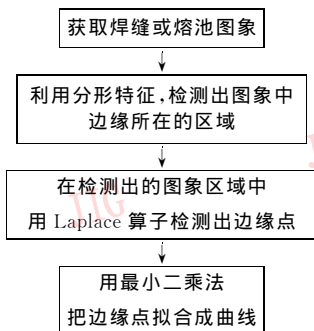 获取焊缝或熔池图象
利用分形特征,检测出图象中
边缘所在的区域
在检测出的图象区域中
用 Laplace 算子检测出边缘点
用最小二乘法
把边缘点拟合成曲线
JIG